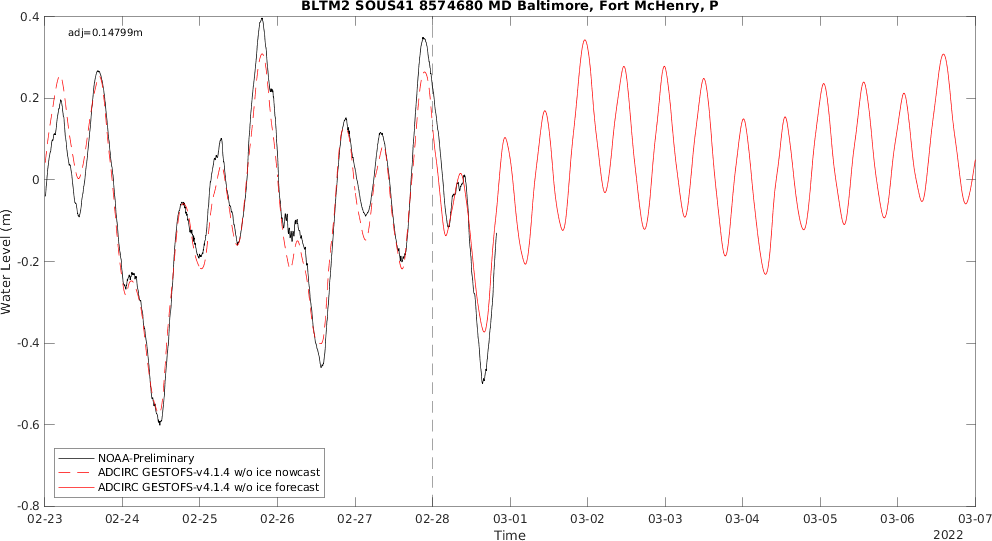 BLTM2 SOUS41 8574680 MD Baltimore, Fort McHenry, P
adj=0.14799m
0.4
0.2
0
-0.2
-0.4
-0.6
-0.8
Water Level (m)
NOAA-Preliminary
ADCIRC GESTOFS-v4.1.4 w/o ice nowcast
ADCIRC GESTOFS-v4.1.4 w/o ice forecast
02-23 02-24 02-25 02-26 02-27 02-28 03-01 03-02 03-03 03-04 03-05 03-06 03-07
Time
2022